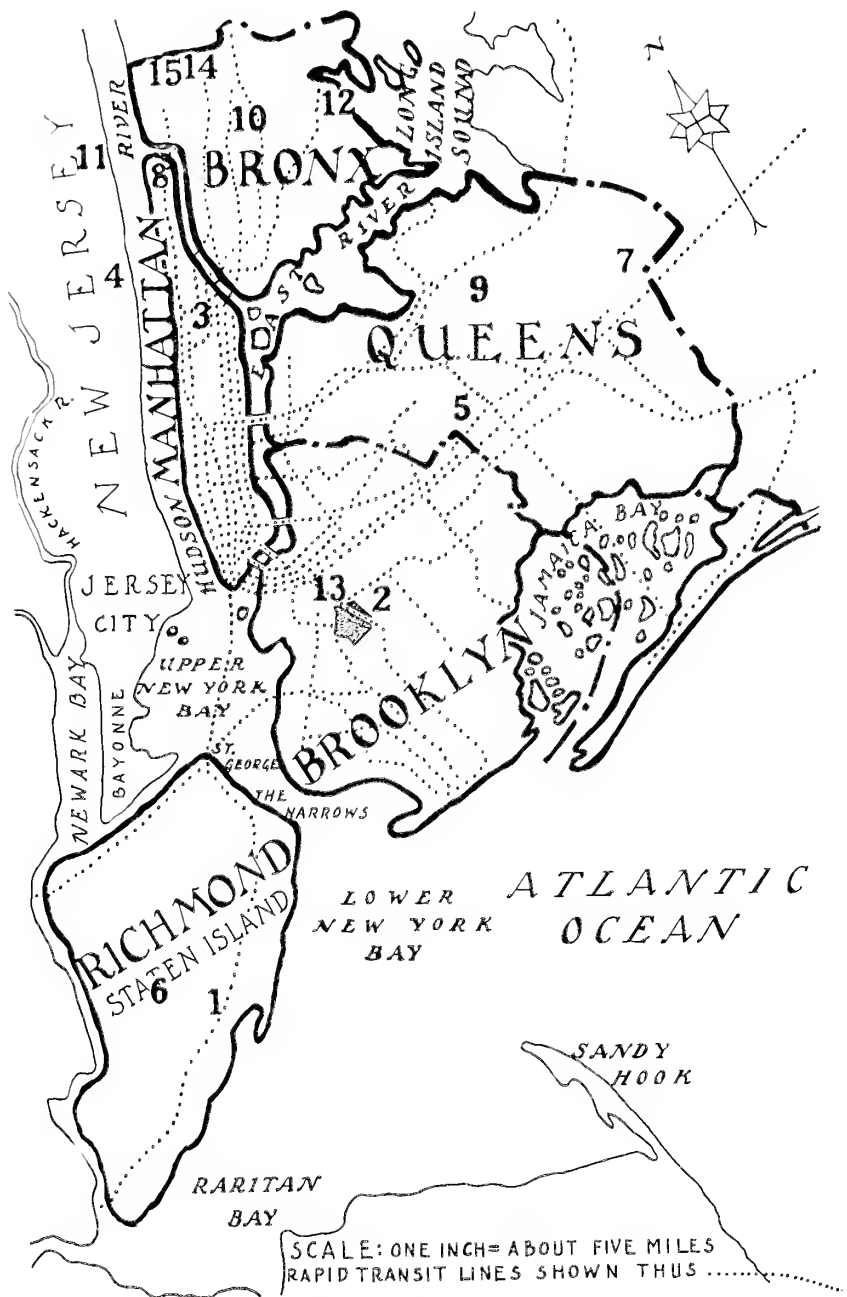 N
15 14
10
12
LONG
ISLAND
SOUND
RIVER
11
8
BRONX
EAST RIVER
NEW JERSEY
4
3
7
9
QUEENS
MANHATTAN
5
HACKENSACK R.
HUDSON
JAMAICA BAY
JERSEY
CITY
13
2
UPPER
NEW YORK
BAY
BROOKLYN
NEWARK BAY
BAYONNE
ST.
GEORGE
THE
NARROWS
RICHMOND
STATEN ISLAND
LOWER
NEW YORK
BAY
ATLANTIC
OCEAN
6
1
SANDY
HOOK
RARITAN
BAY
SCALE: ONE INCH = ABOUT FIVE MILES
RAPID TRANSIT LINES SHOWN THUS ..............